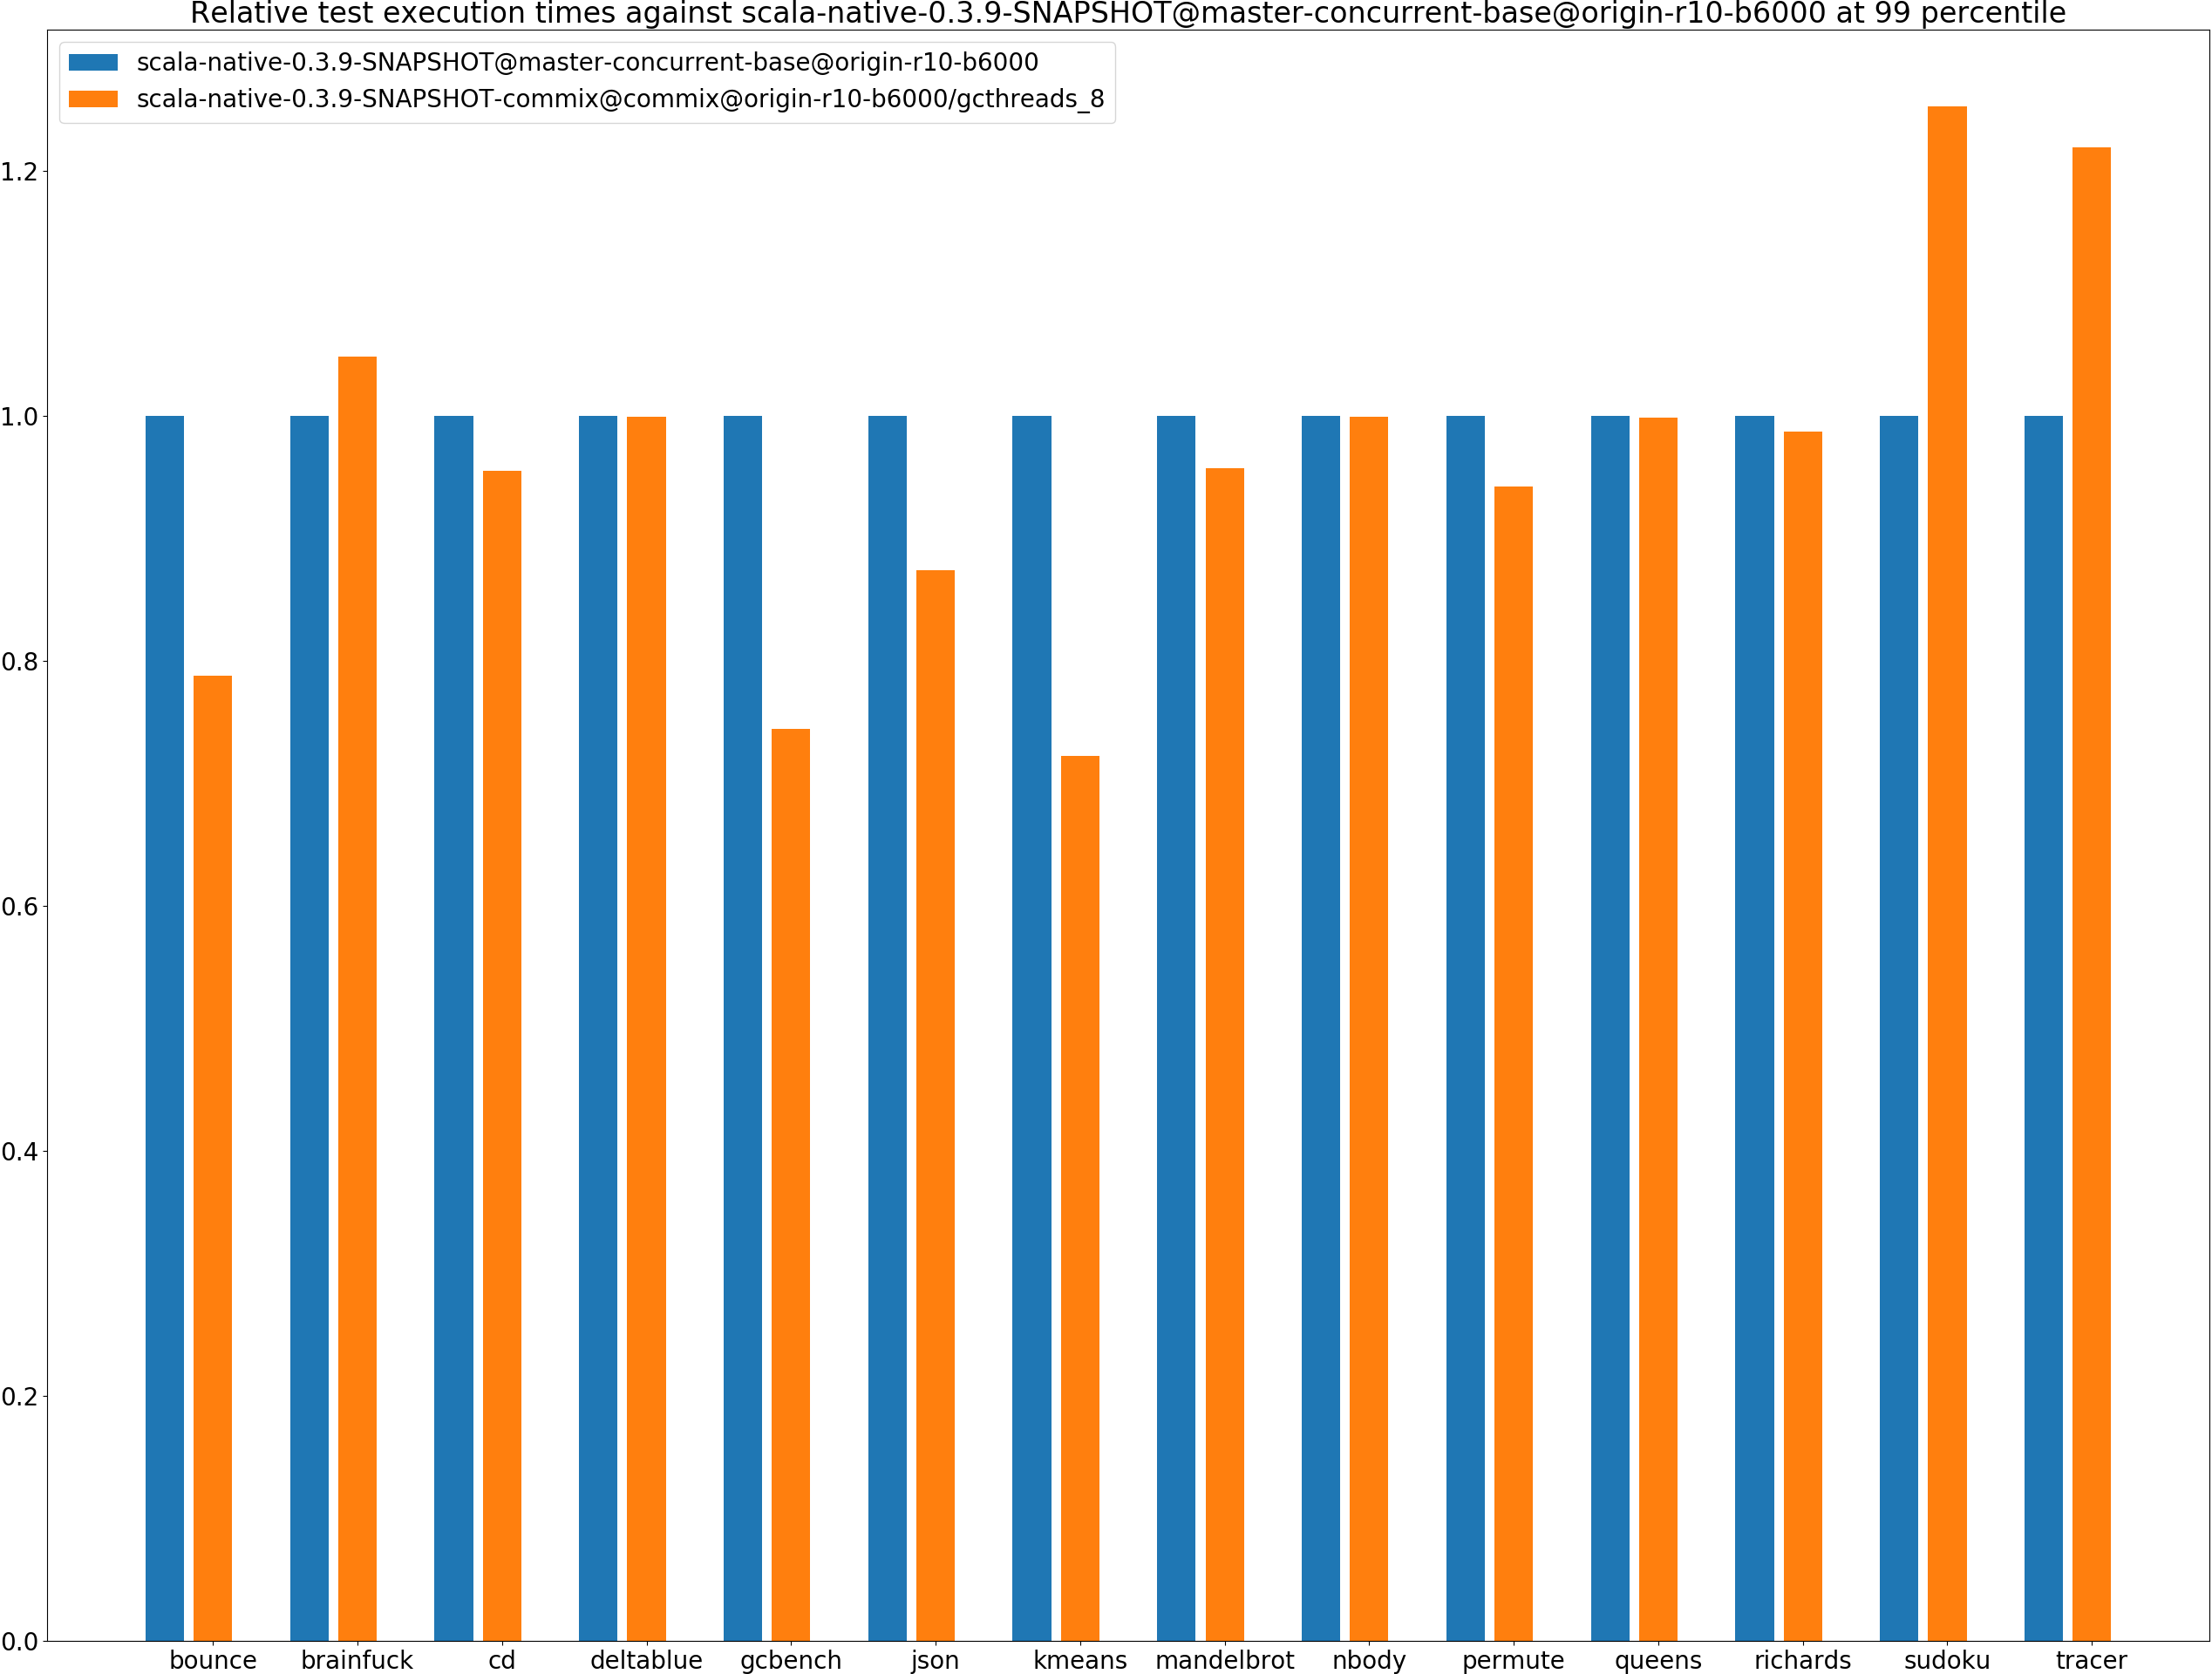 Relative test execution times against scala-native-0.3.9-SNAPSHOT@master-concurrent-base@origin-r10-b6000 at 99 percentile
scala-native-0.3.9-SNAPSHOT@master-concurrent-base@origin-r10-b6000
scala-native-0.3.9-SNAPSHOT-commix@commix@origin-r10-b6000/gcthreads_8
1.2
1.0
0.8
0.6
0.4
0.2
0.0
bounce brainfuck cd deltablue gcbench json kmeans mandelbrot nbody permute queens richards sudoku tracer